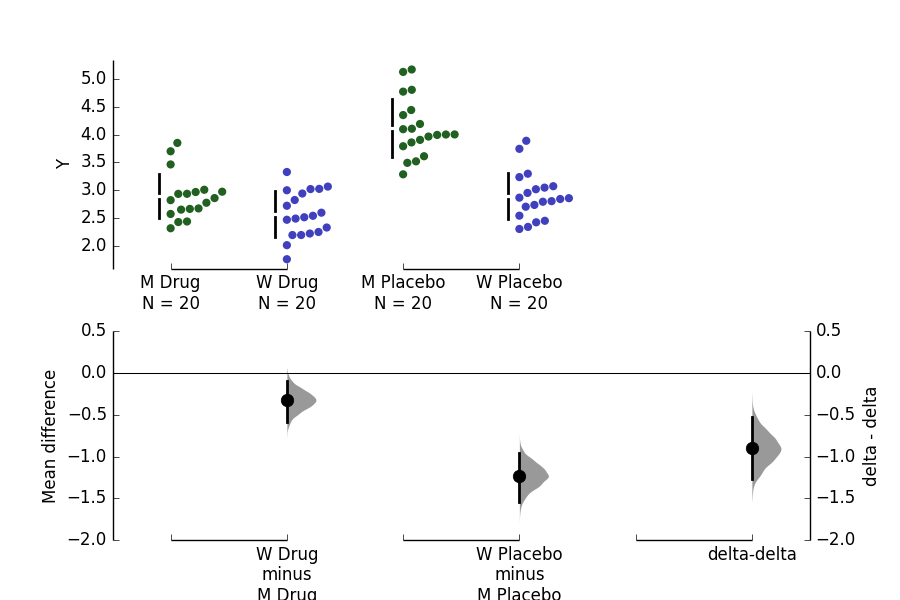 Y
5.0
4.5
4.0
3.5
3.0
2.5
2.0
M Drug
N = 20
W Drug
N = 20
M Placebo
N = 20
W Placebo
N = 20
Mean difference
0.5
0.0
−0.5
−1.0
−1.5
−2.0
0.5
0.0
−0.5
−1.0
−1.5
−2.0
delta - delta
W Drug
minus
M Drug
W Placebo
minus
M Placebo
delta-delta